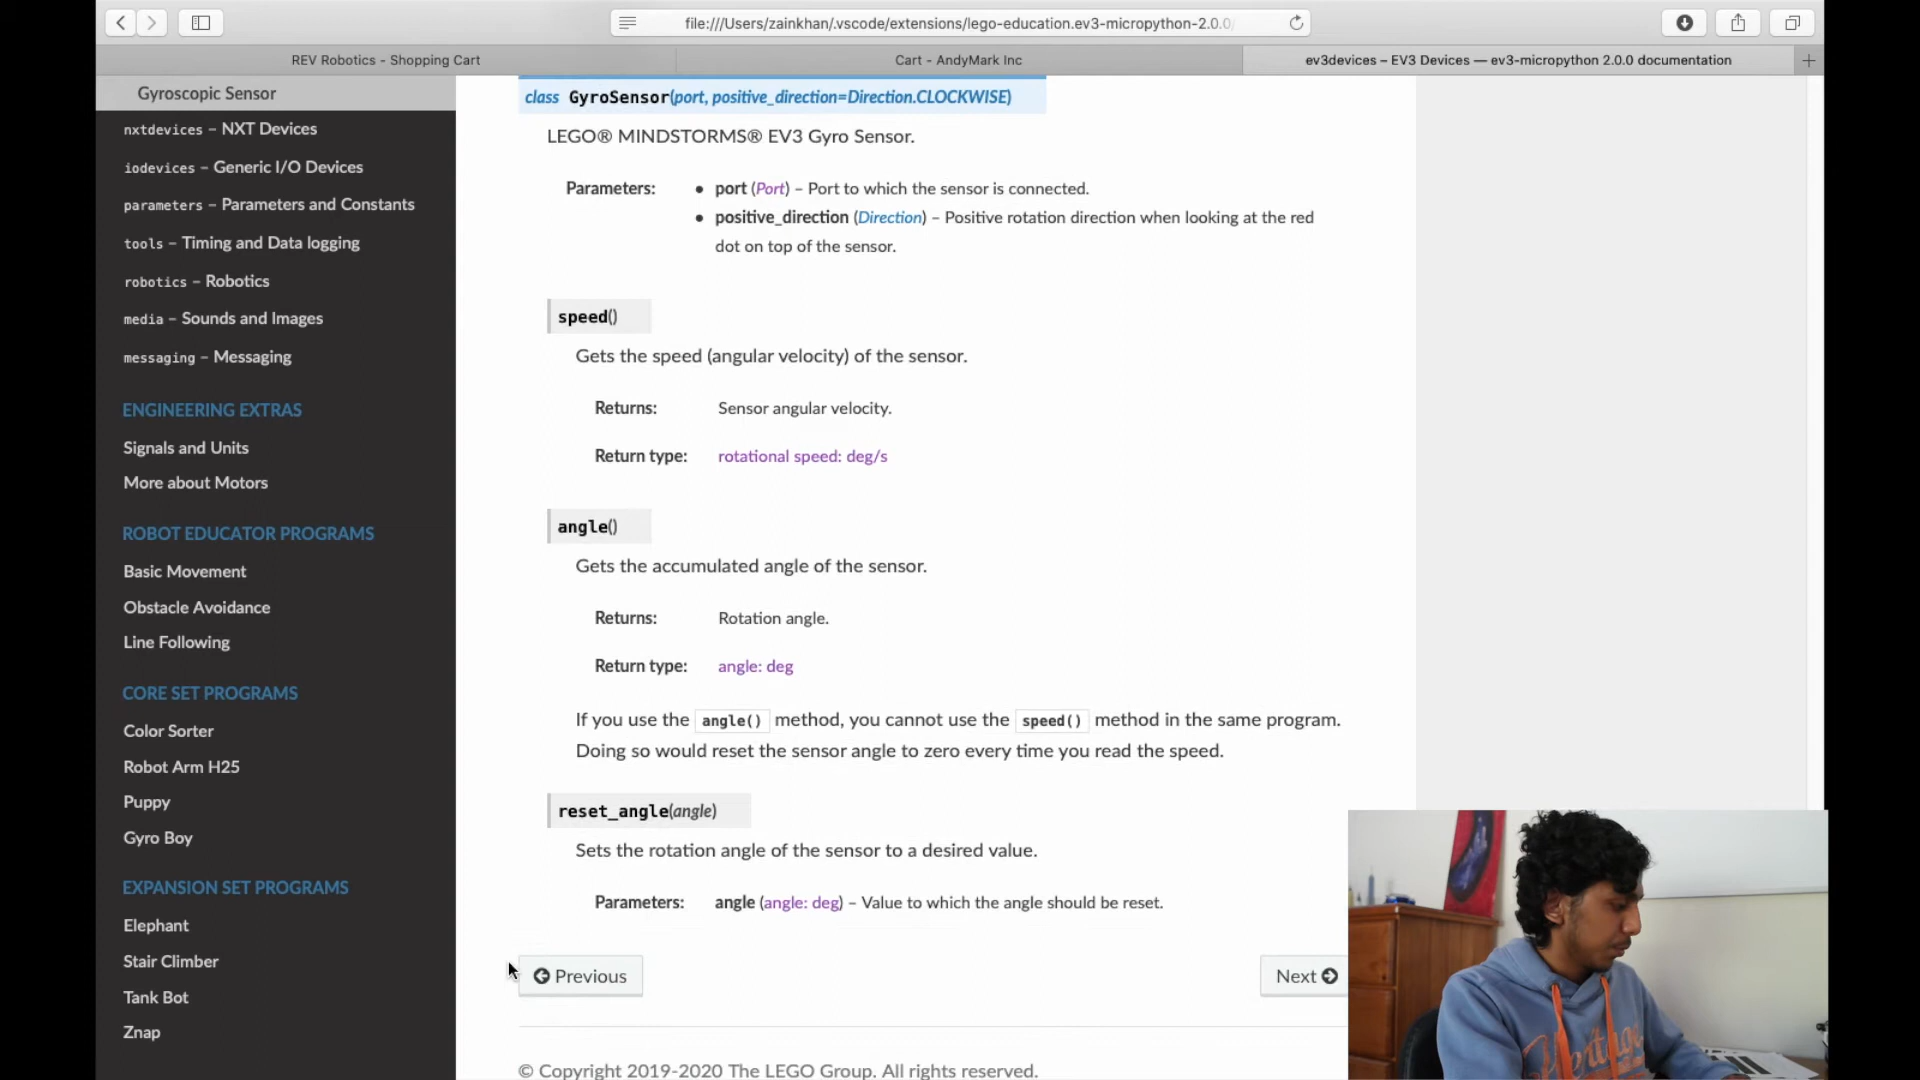 file:///Users/zainkhan/.vscode/extensions/lego-education.ev3-micropython-2.0.0/
REV Robotics - Shopping Cart
Cart - AndyMark Inc
ev3devices – EV3 Devices — ev3-micropython 2.0.0 documentation
Gyroscopic Sensor
nxtdevices – NXT Devices
iodevices – Generic I/O Devices
parameters – Parameters and Constants
tools – Timing and Data logging
robotics – Robotics
media – Sounds and Images
messaging – Messaging
ENGINEERING EXTRAS
Signals and Units
More about Motors
ROBOT EDUCATOR PROGRAMS
Basic Movement
Obstacle Avoidance
Line Following
CORE SET PROGRAMS
Color Sorter
Robot Arm H25
Puppy
Gyro Boy
EXPANSION SET PROGRAMS
Elephant
Stair Climber
Tank Bot
Znap
class GyroSensor(port, positive_direction=Direction.CLOCKWISE)
LEGO® MINDSTORMS® EV3 Gyro Sensor.
Parameters: • port (Port) – Port to which the sensor is connected.
• positive_direction (Direction) – Positive rotation direction when looking at the red
dot on top of the sensor.
speed()
Gets the speed (angular velocity) of the sensor.
Returns: Sensor angular velocity.
Return type: rotational speed: deg/s
angle()
Gets the accumulated angle of the sensor.
Returns: Rotation angle.
Return type: angle: deg
If you use the angle() method, you cannot use the speed() method in the same program.
Doing so would reset the sensor angle to zero every time you read the speed.
reset_angle(angle)
Sets the rotation angle of the sensor to a desired value.
Parameters: angle (angle: deg) – Value to which the angle should be reset.
Previous
Next
© Copyright 2019-2020 The LEGO Group. All rights reserved.